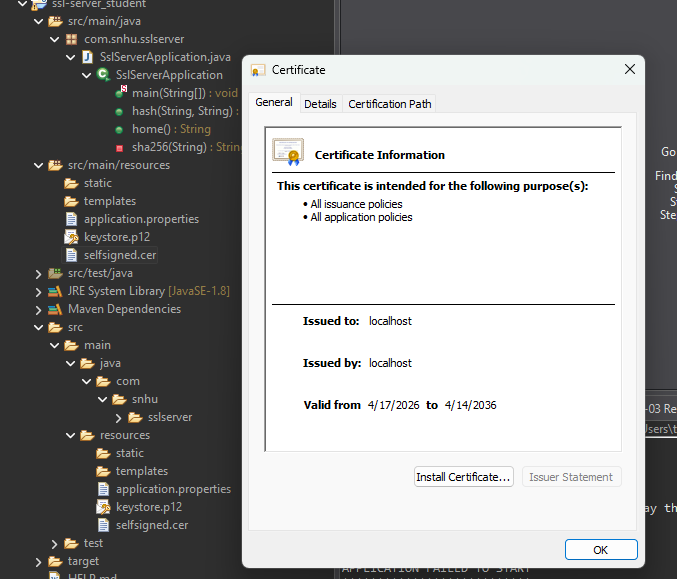 ssl-server_student
src/main/java
com.snhu.sslserver
SslServerApplication.java
SslServerApplication
main(String[]) : void
hash(String, String) :
home() : String
sha256(String) : Strin
src/main/resources
static
templates
application.properties
keystore.p12
selfsigned.cer
src/test/java
JRE System Library [JavaSE-1.8]
Maven Dependencies
src
main
java
com
snhu
sslserver
resources
static
templates
application.properties
keystore.p12
selfsigned.cer
test
target
HELP.md
Certificate
General Details Certification Path
Certificate Information
This certificate is intended for the following purpose(s):
• All issuance policies
• All application policies
Issued to: localhost
Issued by: localhost
Valid from 4/17/2026 to 4/14/2036
Install Certificate... Issuer Statement
OK
Go
Find
S
Ste
-03 Re
Users\t
ay th
APPLICATION FAILED TO START